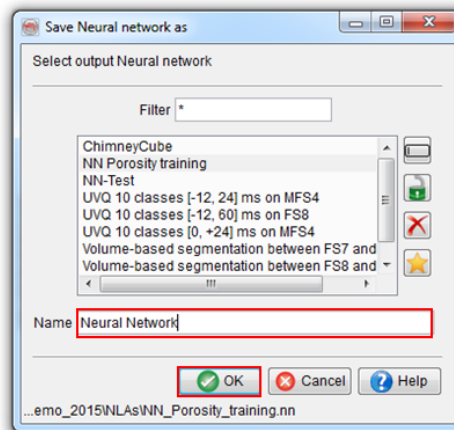 Save Neural network as
Select output Neural network
Filter *
ChimneyCube
NN Porosity training
NN-Test
UVQ 10 classes [-12, 24] ms on MFS4
UVQ 10 classes [-12, 60] ms on FS8
UVQ 10 classes [0, +24] ms on MFS4
Volume-based segmentation between FS7 and
Volume-based segmentation between FS8 and
Name Neural Network
OK Cancel Help
...emo_2015\NLAs\NN_Porosity_training.nn